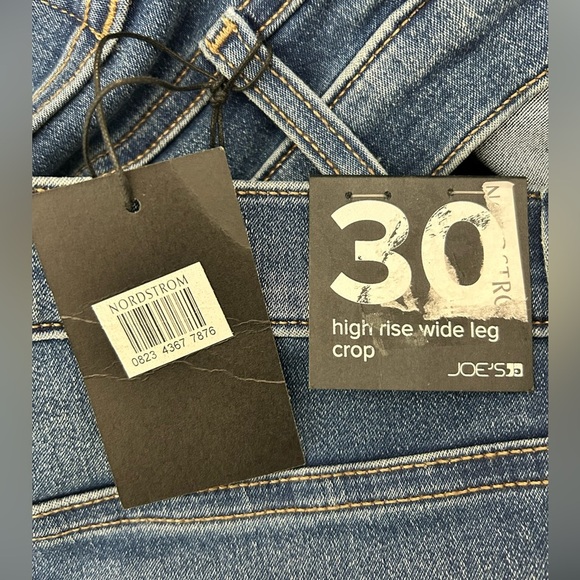 NORDSTROM
0823 4367 7876
30
high rise wide leg
crop
JOE'S